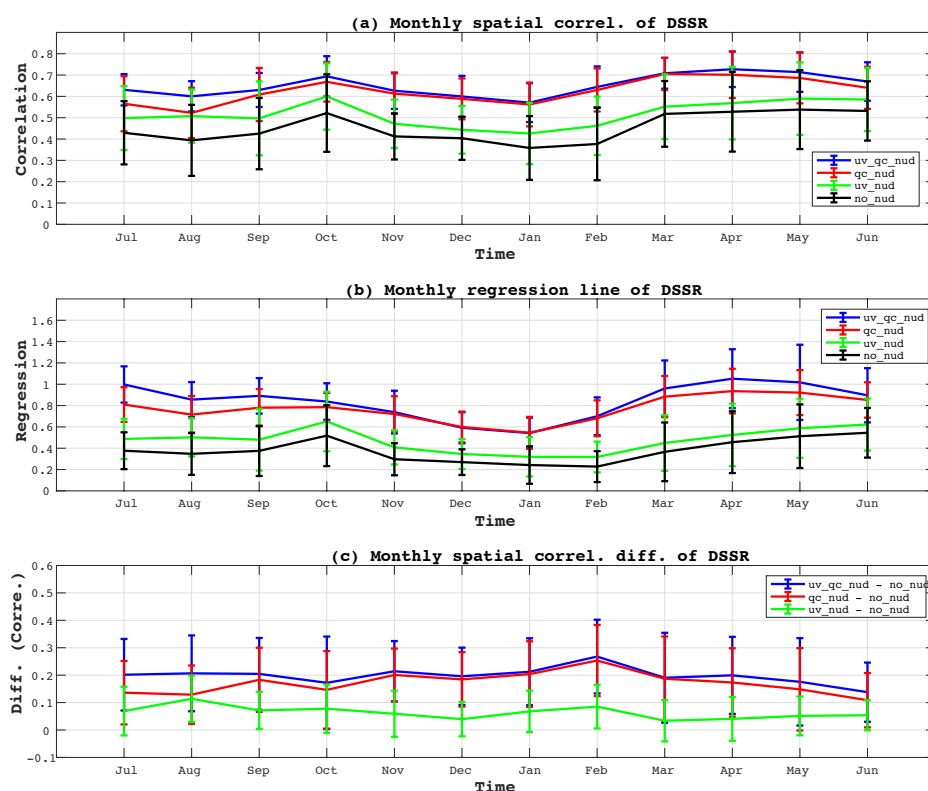 (a) Monthly spatial correl. of DSSR
Correlation
0.8
0.7
0.6
0.5
0.4
0.3
0.2
0.1
0
uv_qc_nud
qc_nud
uv_nud
no_nud
Jul Aug Sep Oct Nov Dec Jan Feb Mar Apr May Jun
Time
(b) Monthly regression line of DSSR
Regression
1.6
1.4
1.2
1
0.8
0.6
0.4
0.2
0
uv_qc_nud
qc_nud
uv_nud
no_nud
Jul Aug Sep Oct Nov Dec Jan Feb Mar Apr May Jun
Time
(c) Monthly spatial correl. diff. of DSSR
Diff. (Corre.)
0.6
0.5
0.4
0.3
0.2
0.1
0
-0.1
uv_qc_nud - no_nud
qc_nud - no_nud
uv_nud - no_nud
Jul Aug Sep Oct Nov Dec Jan Feb Mar Apr May Jun
Time